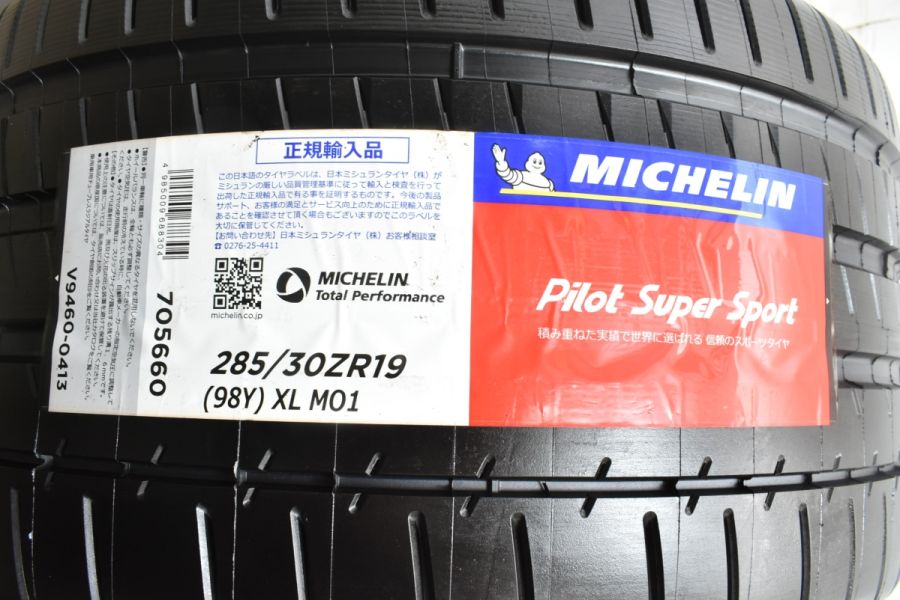 正規輸入品
この日本語のタイヤラベルは、日本ミシュランタイヤ(株)が
ミシュランの厳しい品質管理基準に従って輸入と検査を行って
出荷した正規輸入品である事を証明するものです。今後の製品
サポート、お客様の満足とサービス向上のために正規輸入品で
あることを確認させて頂く場合もございますのでこのラベルを
大切に保管してください。
【お問い合わせ先】日本ミシュランタイヤ(株)お客様相談室
☎0276-25-4411
michelin.co.jp
MICHELIN
Total Performance
285/30ZR19
(98Y) XL MO1
MICHELIN
Pilot Super Sport
積み重ねた実績で世界に選ばれる 信頼のスポーツタイヤ
4985009688304
705660
V9460-0413